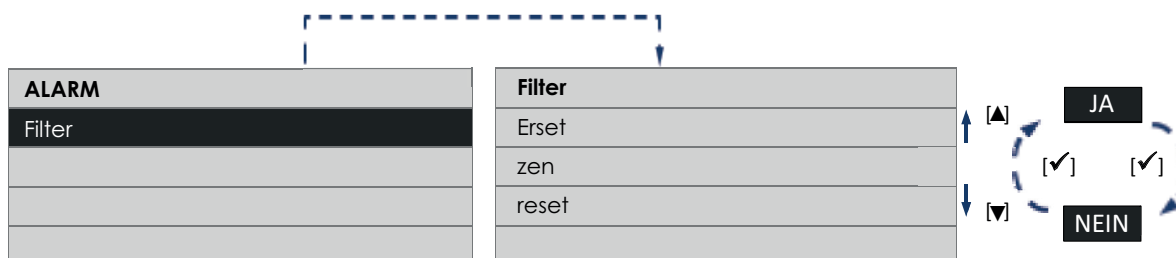 ALARM
Filter
Filter
Erset
zen
reset
[▲]
[▼]
JA
[✓] [✓]
NEIN